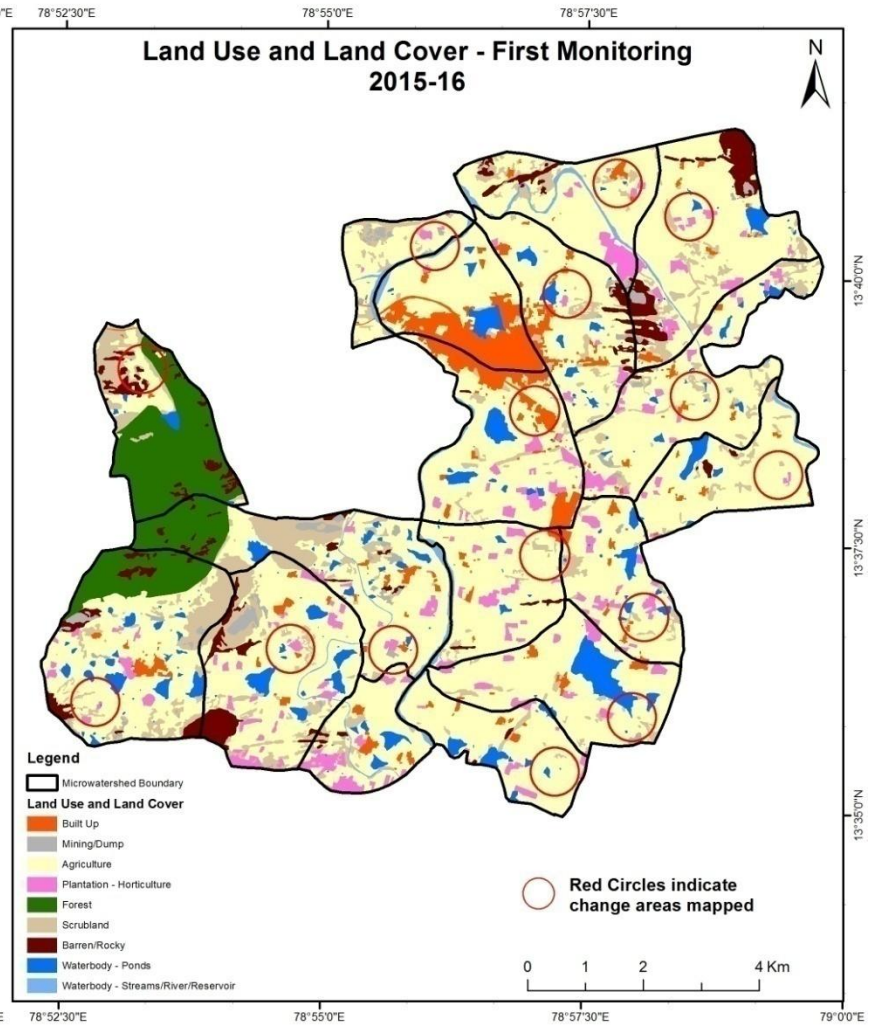 78°52'30"E 78°55'0"E 78°57'30"E
Land Use and Land Cover - First Monitoring
2015-16
N
13°40'0"N
13°37'30"N
13°35'0"N
Legend
Microwatershed Boundary
Land Use and Land Cover
Built Up
Mining/Dump
Agriculture
Plantation - Horticulture
Forest
Scrubland
Barren/Rocky
Waterbody - Ponds
Waterbody - Streams/River/Reservoir
Red Circles indicate
change areas mapped
0 1 2 4 Km
78°52'30"E 78°55'0"E 78°57'30"E 79°0'0"E